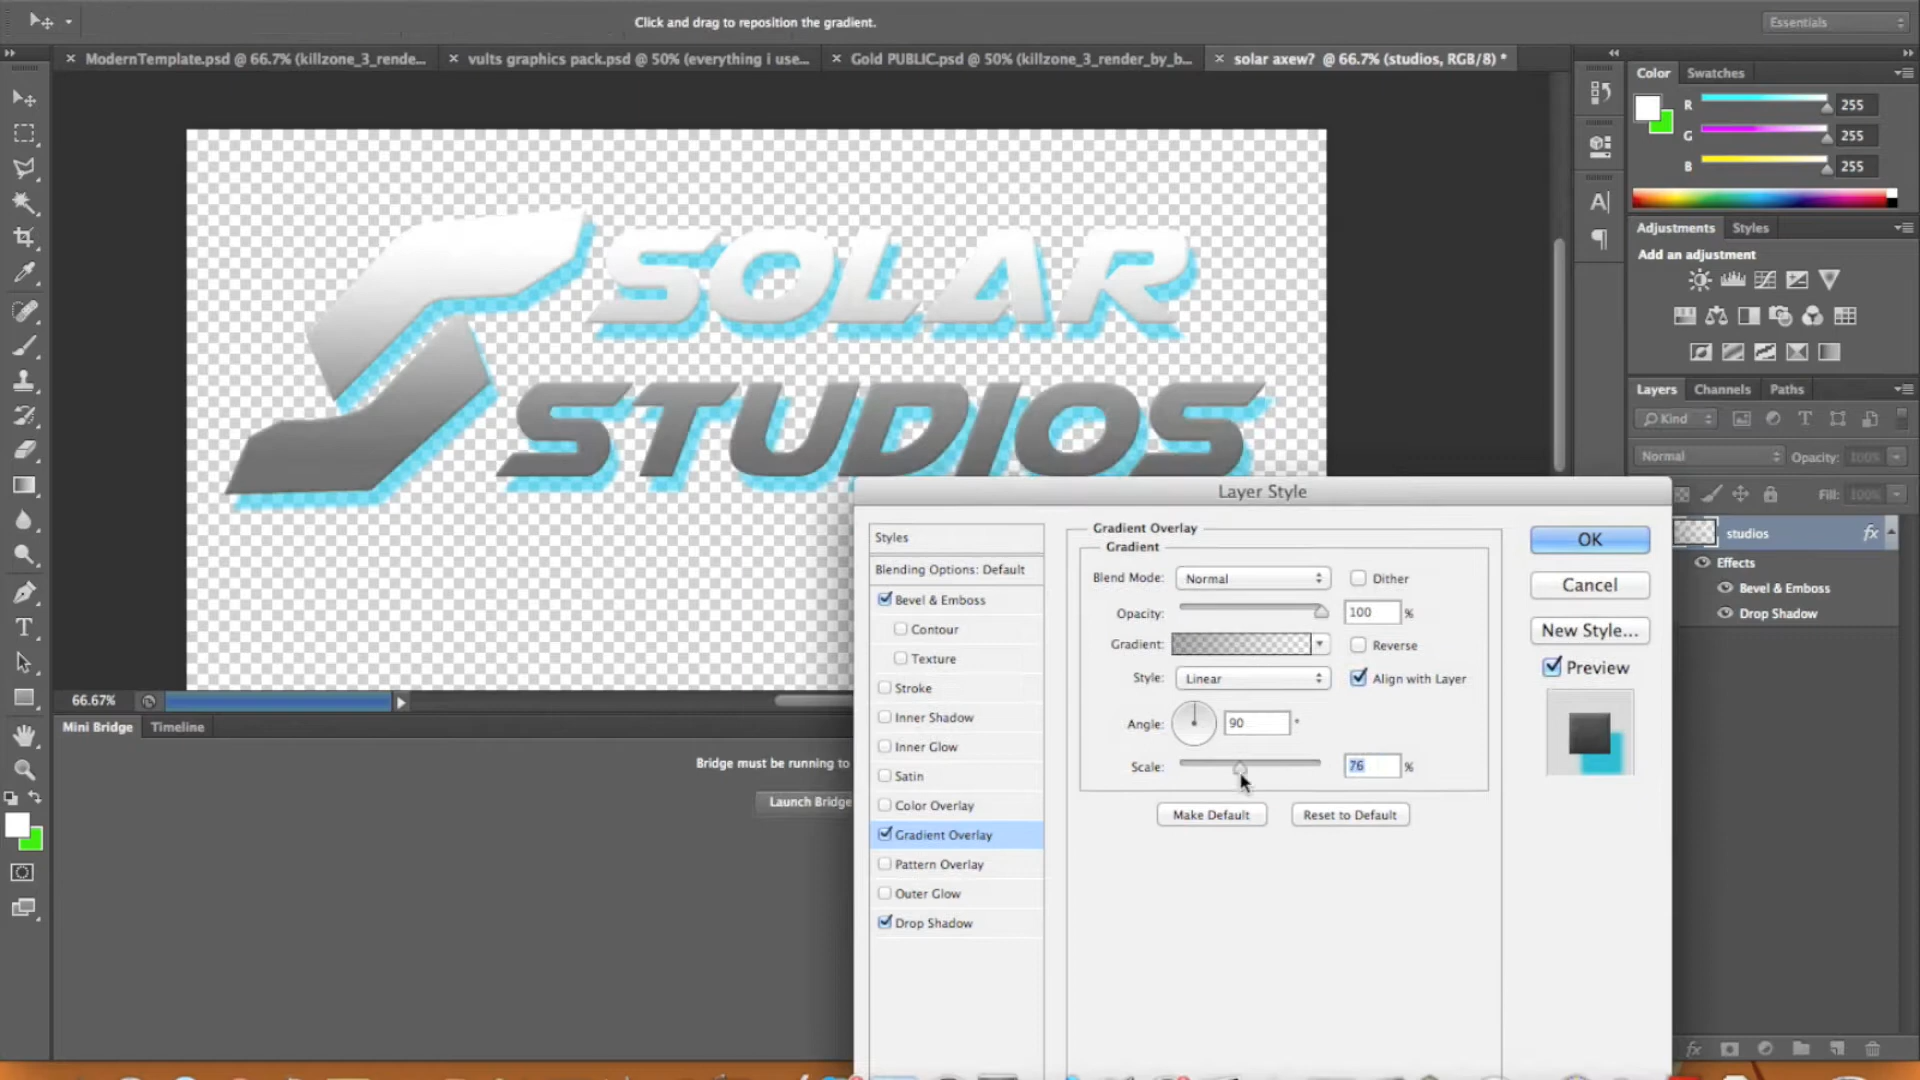 Click and drag to reposition the gradient.
Essentials
ModernTemplate.psd @ 66.7% (killzone_3_rende...
vults graphics pack.psd @ 50% (everything i use...
Gold PUBLIC.psd @ 50% (killzone_3_render_by_b...
solar axew? @ 66.7% (studios, RGB/8) *
Color
Swatches
R
255
G
255
B
255
A
Adjustments
Styles
Add an adjustment
SOLAR
STUDIOS
Layers
Channels
Paths
Kind
Normal
Opacity:
100%
Fill:
100%
studios
fx
Effects
Bevel & Emboss
Drop Shadow
Layer Style
Styles
Blending Options: Default
Bevel & Emboss
Contour
Texture
Stroke
Inner Shadow
Inner Glow
Satin
Color Overlay
Gradient Overlay
Pattern Overlay
Outer Glow
Drop Shadow
Gradient Overlay
Gradient
Blend Mode:
Normal
Dither
Opacity:
100
%
Gradient:
Reverse
Style:
Linear
Align with Layer
Angle:
90
°
Scale:
76
%
Make Default
Reset to Default
OK
Cancel
New Style...
Preview
66.67%
Mini Bridge
Timeline
Bridge must be running to
Launch Bridge
T
fx